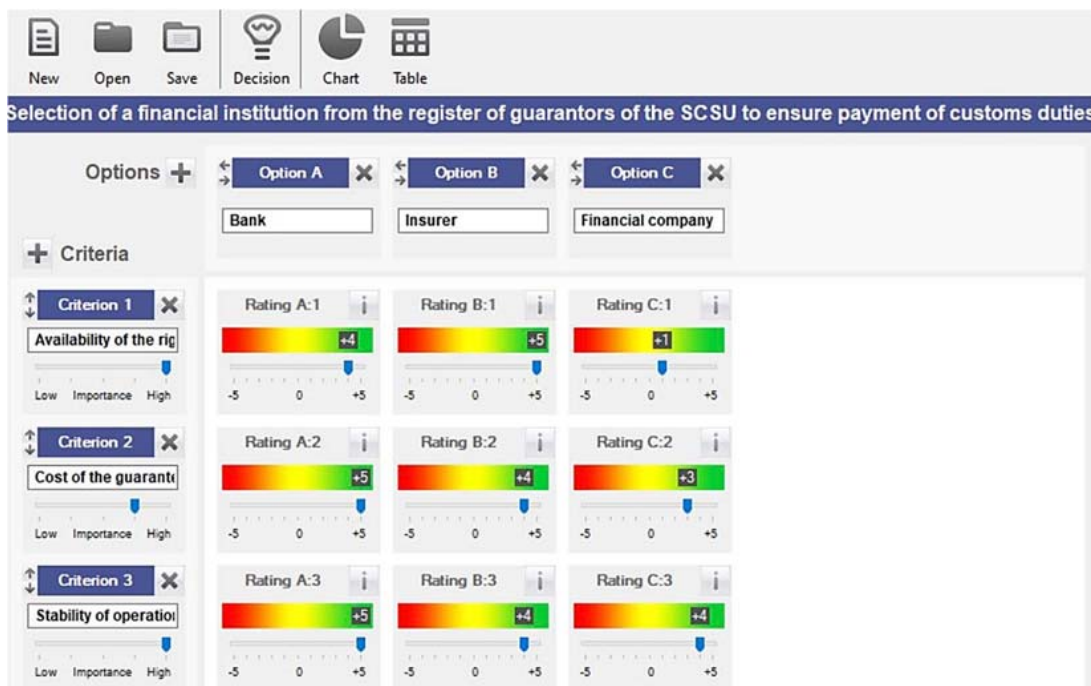 New Open Save Decision Chart Table
Selection of a financial institution from the register of guarantors of the SCSU to ensure payment of customs duties
Options Option A Option B Option C
Bank Insurer Financial company
Criteria
Criterion 1 Rating A:1 i Rating B:1 i Rating C:1 i
Availability of the rig +4 +5 +1
Low Importance High -5 0 +5 -5 0 +5 -5 0 +5
Criterion 2 Rating A:2 i Rating B:2 i Rating C:2 i
Cost of the guarante +5 +4 +3
Low Importance High -5 0 +5 -5 0 +5 -5 0 +5
Criterion 3 Rating A:3 i Rating B:3 i Rating C:3 i
Stability of operation +5 +4 +4
Low Importance High -5 0 +5 -5 0 +5 -5 0 +5